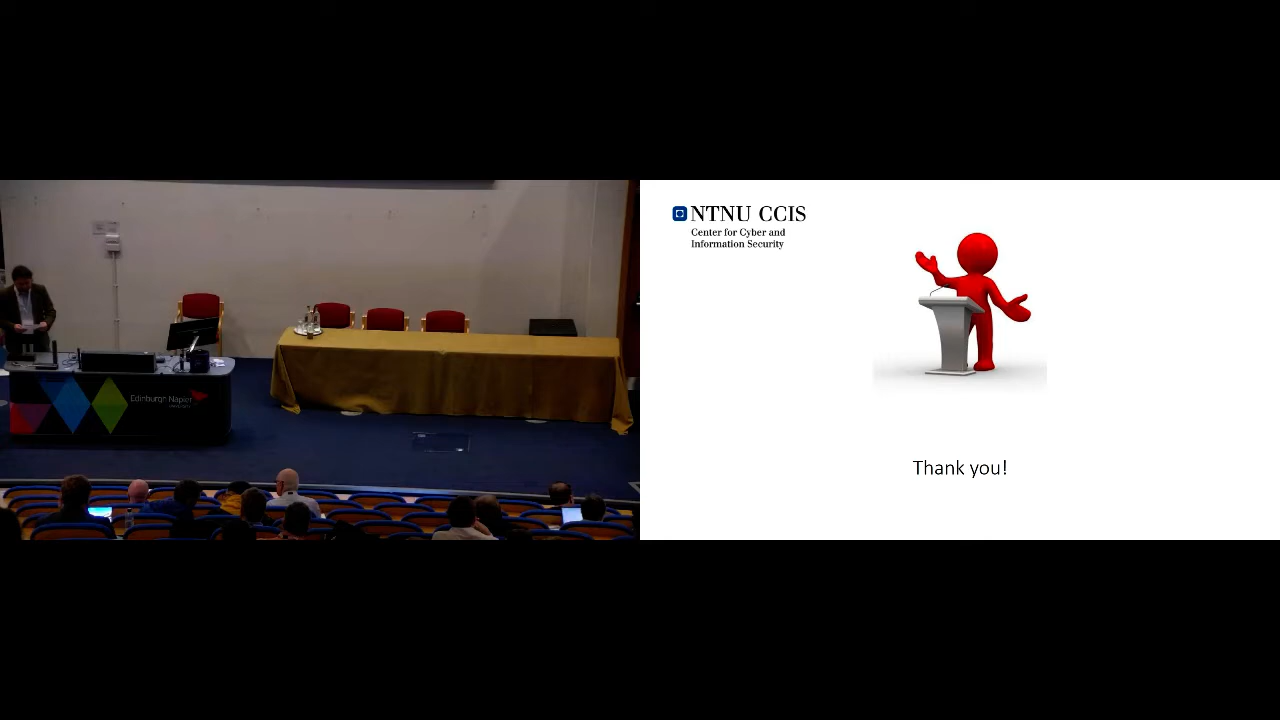 Edinburgh Napier
NTNU CCIS
Center for Cyber and
Information Security
Thank you!